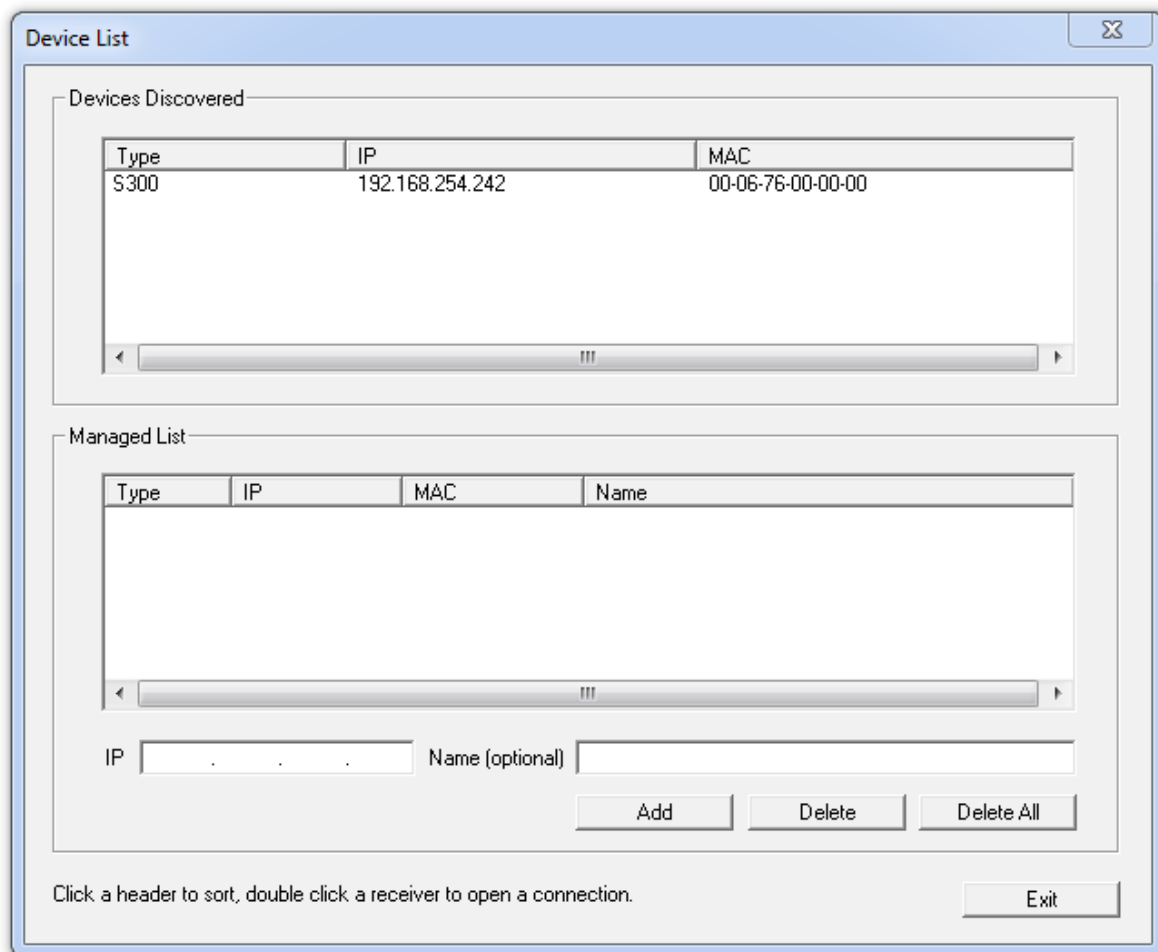 Device List
Devices Discovered
Type IP MAC
S300 192.168.254.242 00-06-76-00-00-00
Managed List
Type IP MAC Name
IP . . . Name (optional)
Add Delete Delete All
Click a header to sort, double click a receiver to open a connection.
Exit